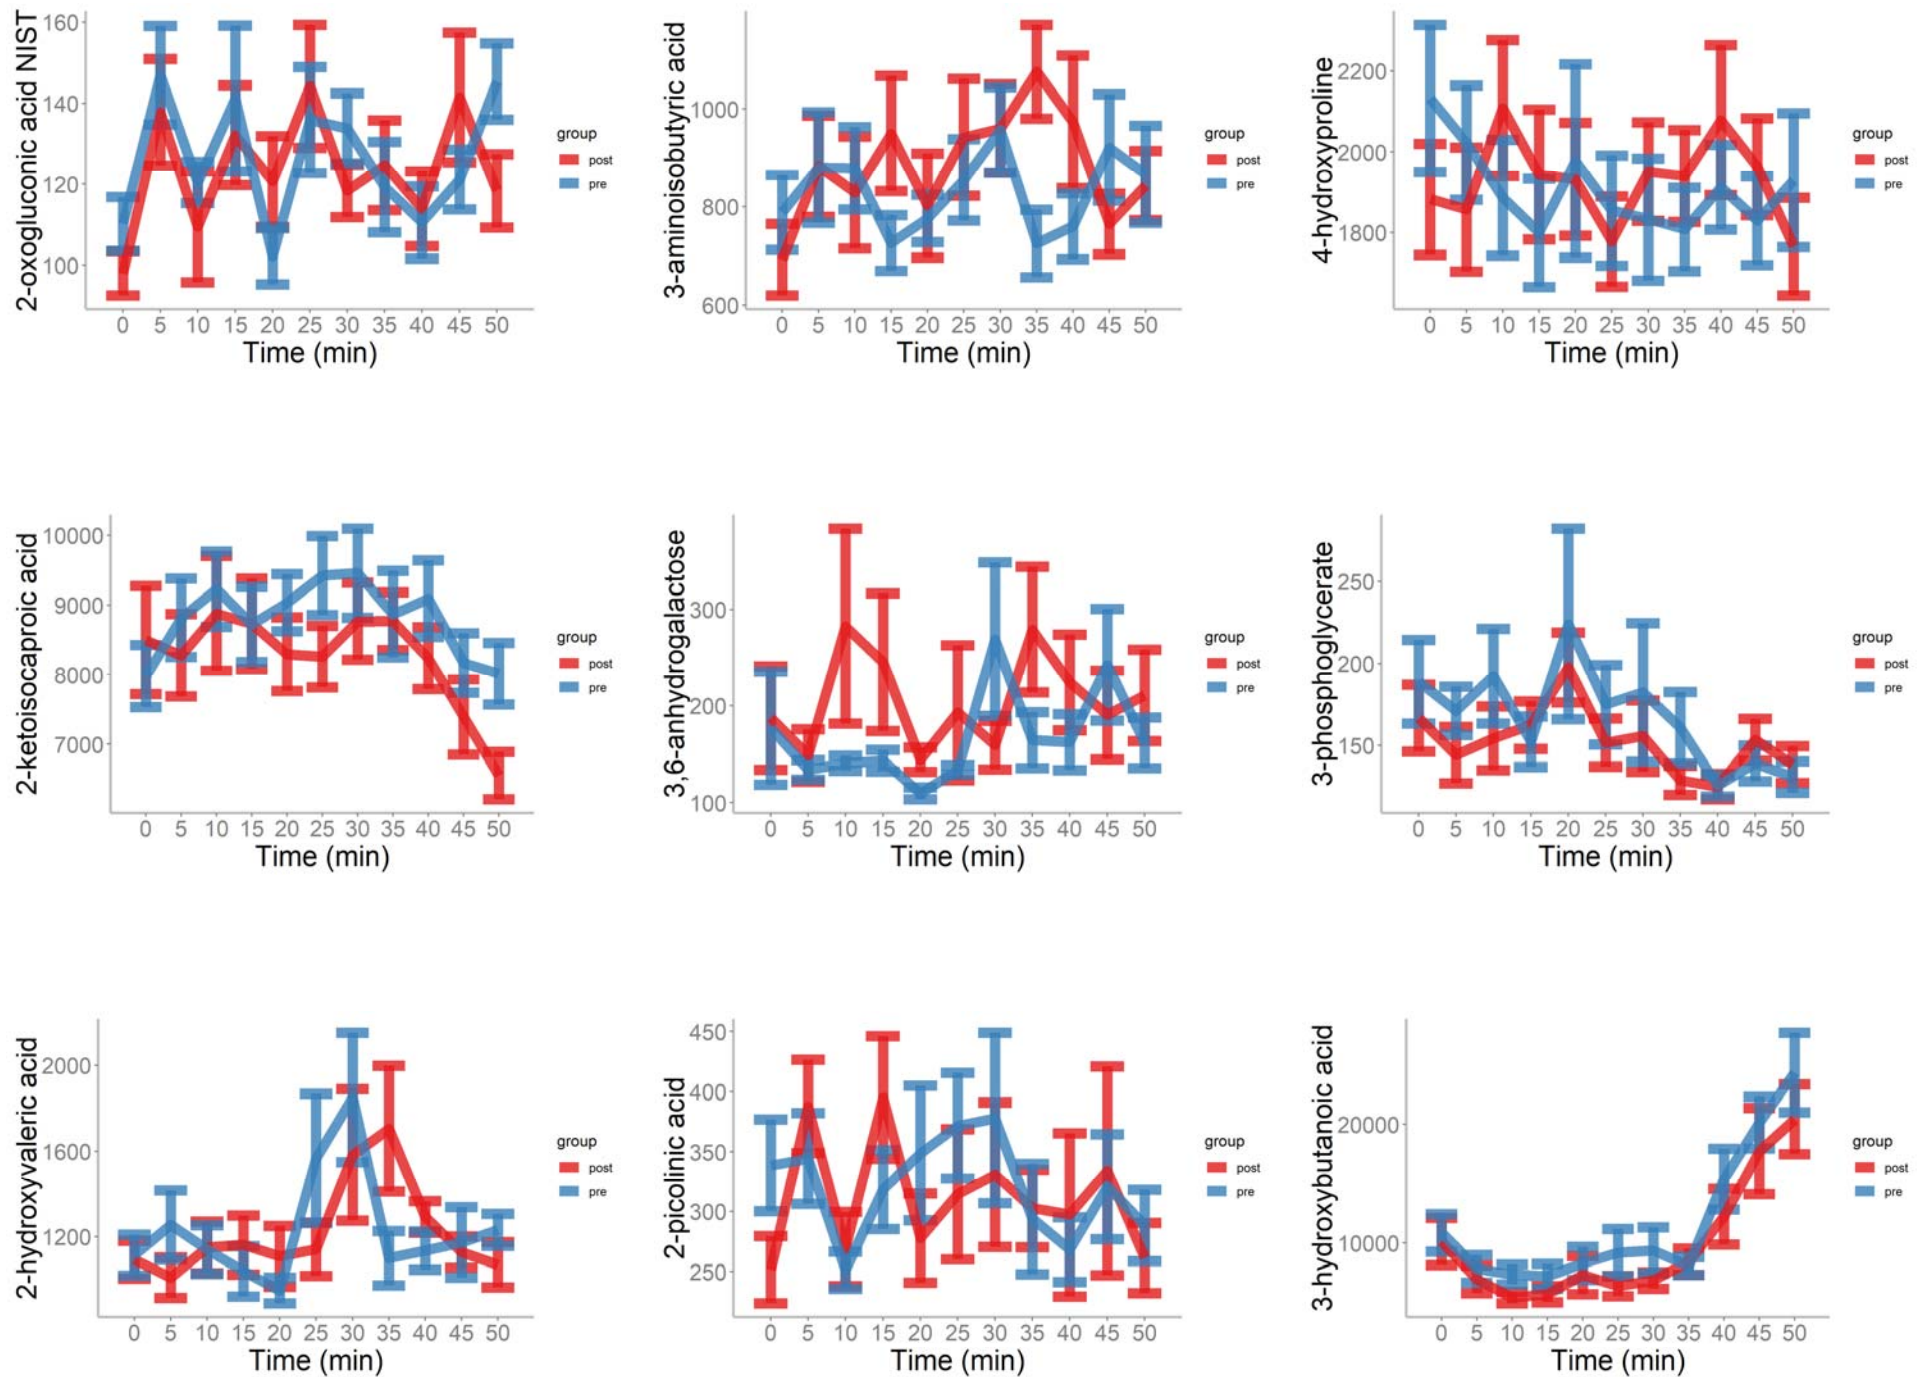 2-oxogluconic acid NIST
160
140
120
100
0 5 10 15 20 25 30 35 40 45 50
Time (min)
group
post
pre
3-aminoisobutyric acid
1000
800
600
0 5 10 15 20 25 30 35 40 45 50
Time (min)
group
post
pre
4-hydroxyproline
2200
2000
1800
0 5 10 15 20 25 30 35 40 45 50
Time (min)
group
post
pre
2-ketoisocaproic acid
10000
9000
8000
7000
0 5 10 15 20 25 30 35 40 45 50
Time (min)
group
post
pre
3,6-anhydrogalactose
300
200
100
0 5 10 15 20 25 30 35 40 45 50
Time (min)
group
post
pre
3-phosphoglycerate
250
200
150
0 5 10 15 20 25 30 35 40 45 50
Time (min)
group
post
pre
2-hydroxyvaleric acid
2000
1600
1200
0 5 10 15 20 25 30 35 40 45 50
Time (min)
group
post
pre
2-picolinic acid
450
400
350
300
250
0 5 10 15 20 25 30 35 40 45 50
Time (min)
group
post
pre
3-hydroxybutanoic acid
20000
10000
0 5 10 15 20 25 30 35 40 45 50
Time (min)
group
post
pre